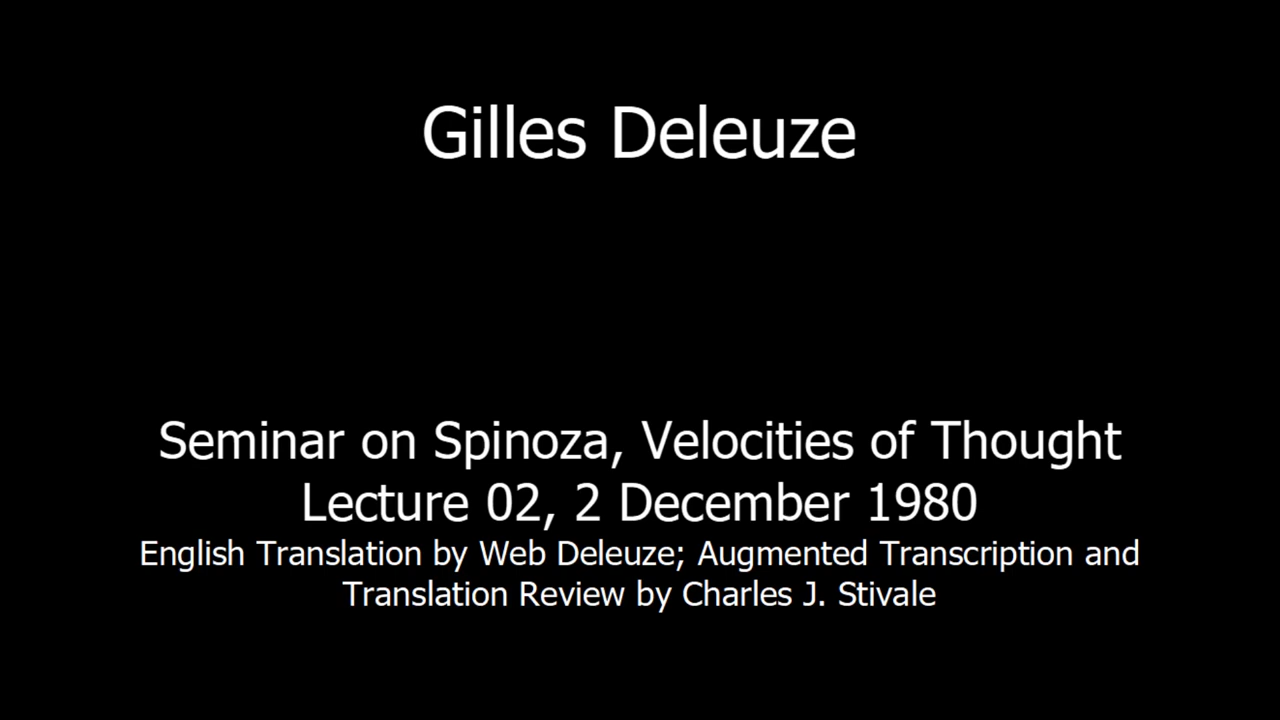 Gilles Deleuze
Seminar on Spinoza, Velocities of Thought
Lecture 02, 2 December 1980
English Translation by Web Deleuze; Augmented Transcription and
Translation Review by Charles J. Stivale